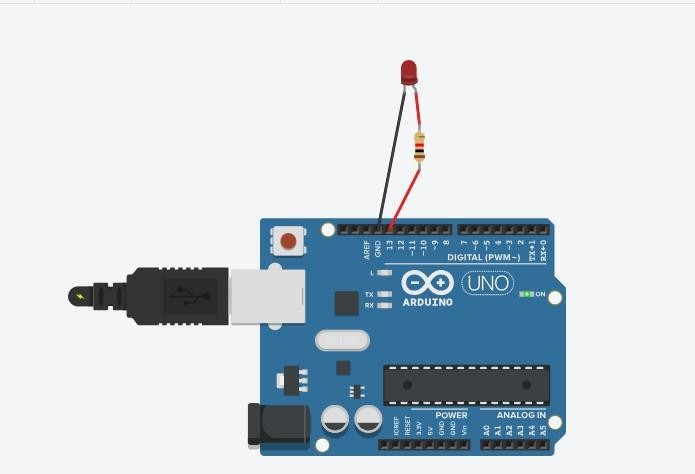 AREF
GND
13
12
~11
~10
~9
8
7
~6
~5
4
~3
2
TX→1
RX←0
DIGITAL (PWM~)
L
TX
RX
ARDUINO
UNO
ON
IOREF
RESET
3.3V
5V
GND
GND
Vin
POWER
ANALOG IN
A0
A1
A2
A3
A4
A5